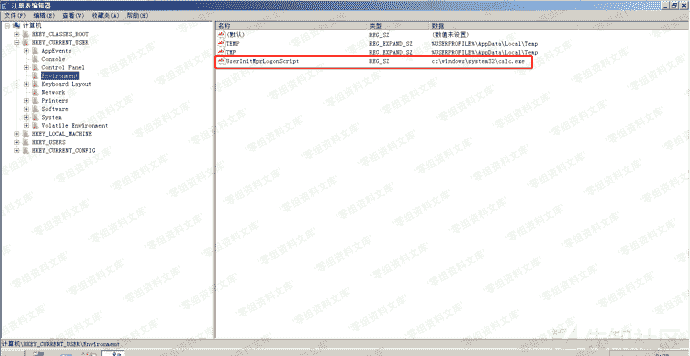 注册表编辑器
文件(F) 编辑(E) 查看(V) 收藏夹(A) 帮助(H)
计算机
HKEY_CLASSES_ROOT
HKEY_CURRENT_USER
AppEvents
Console
Control Panel
Environment
Keyboard Layout
Network
Printers
Software
System
Volatile Environment
HKEY_LOCAL_MACHINE
HKEY_USERS
HKEY_CURRENT_CONFIG
名称 类型 数据
(默认) REG_SZ (数值未设置)
TEMP REG_EXPAND_SZ %USERPROFILE%\AppData\Local\Temp
TMP REG_EXPAND_SZ %USERPROFILE%\AppData\Local\Temp
UserInitMprLogonScript REG_SZ c:\windows\system32\calc.exe
零组资料文库
计算机\HKEY_CURRENT_USER\Environment